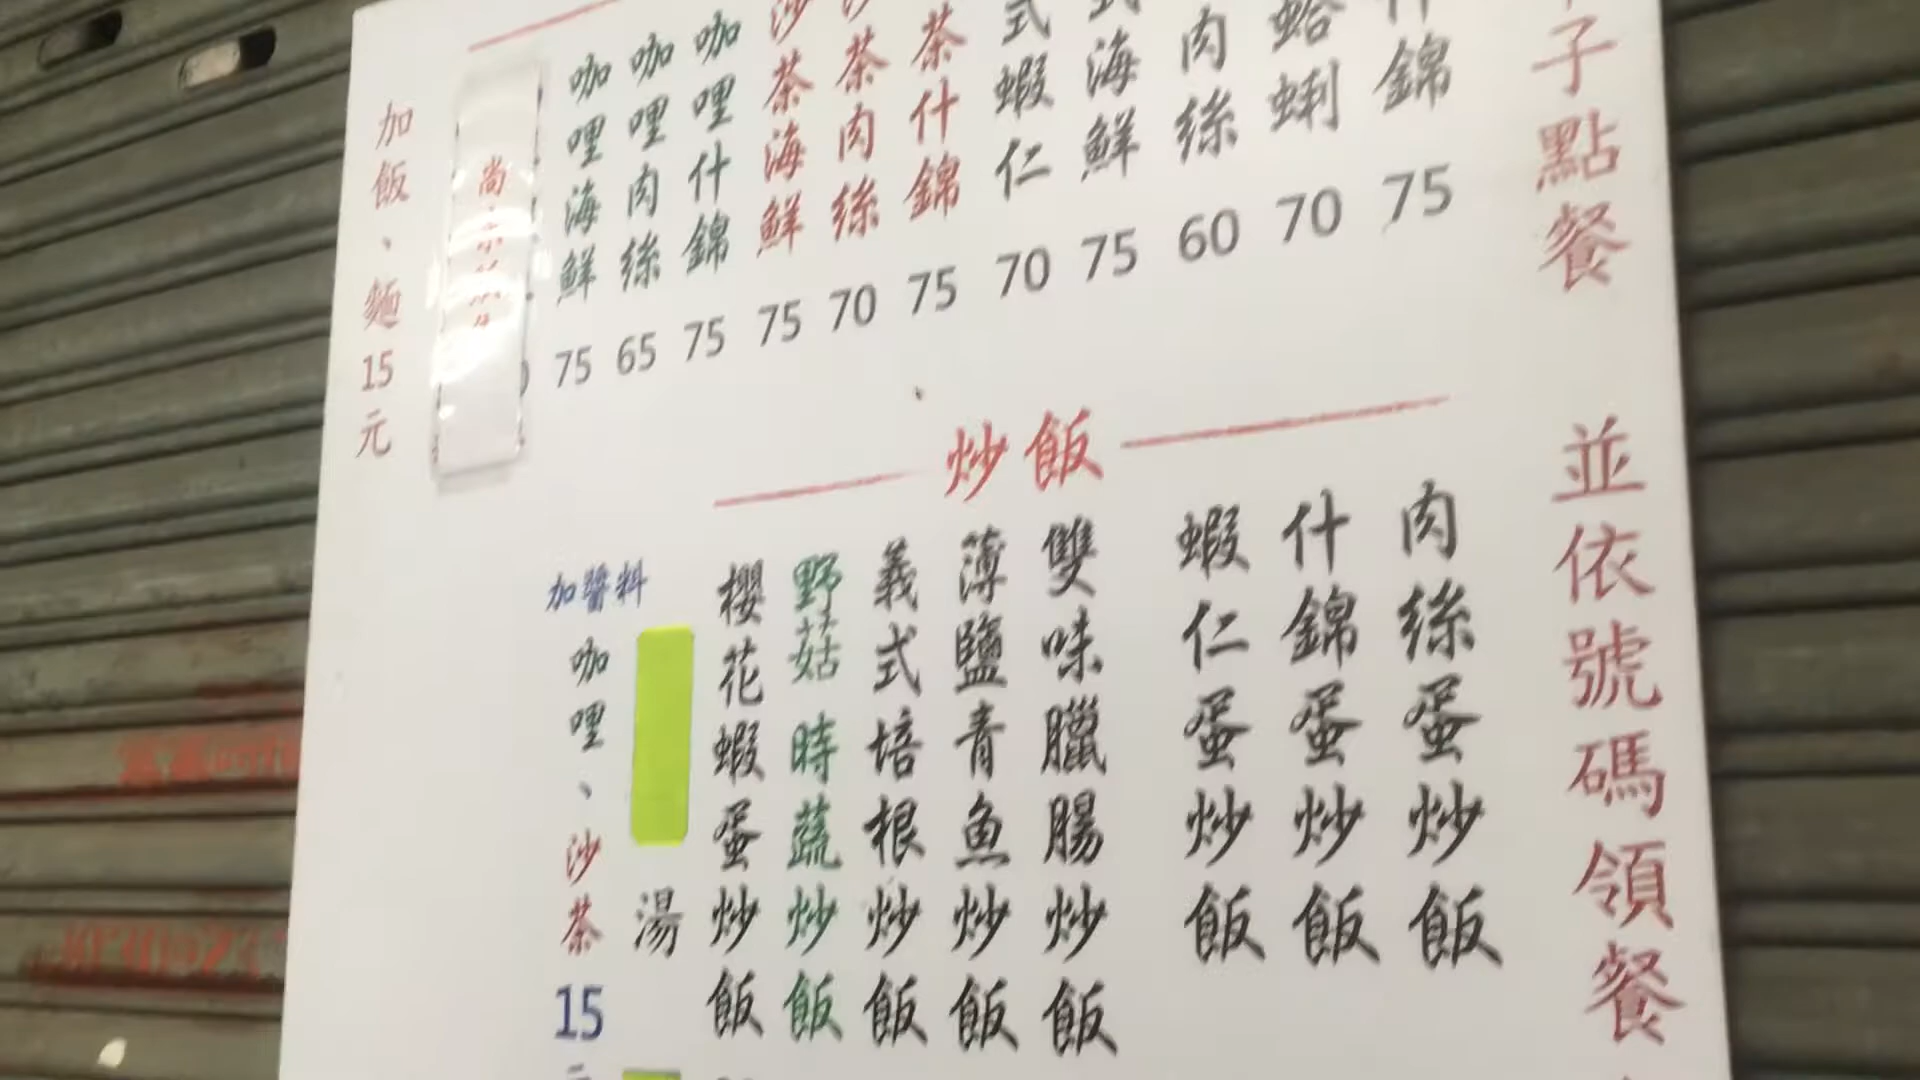 子點餐 並依號碼領餐
什錦 75
蛤蜊 70
肉絲 60
式海鮮 75
式蝦仁 70
茶什錦 75
沙茶肉絲 70
沙茶海鮮 75
咖哩什錦 75
咖哩肉絲 65
咖哩海鮮 75
加飯、麵15元
炒飯
肉絲蛋炒飯
什錦蛋炒飯
蝦仁蛋炒飯
雙味臘腸炒飯
薄鹽青魚炒飯
義式培根炒飯
野菇時蔬炒飯
櫻花蝦蛋炒飯
湯
加醬料
咖哩、沙茶15